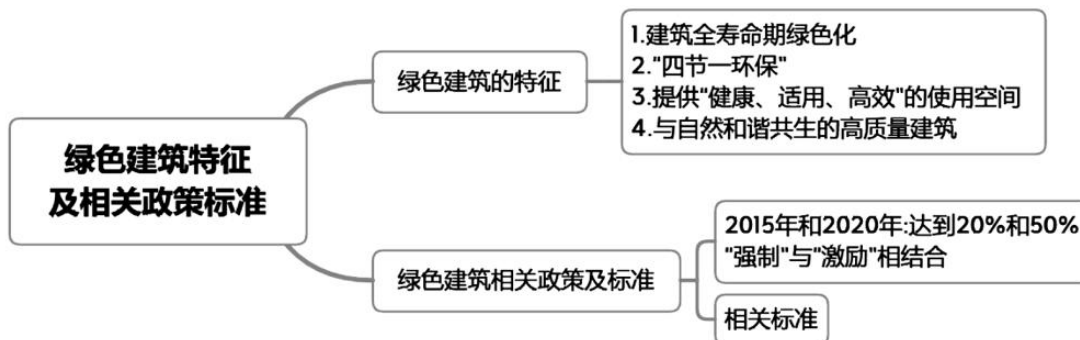 绿色建筑特征
及相关政策标准
绿色建筑的特征
1.建筑全寿命期绿色化
2."四节一环保"
3.提供"健康、适用、高效"的使用空间
4.与自然和谐共生的高质量建筑
绿色建筑相关政策及标准
2015年和2020年:达到20%和50%
"强制"与"激励"相结合
相关标准